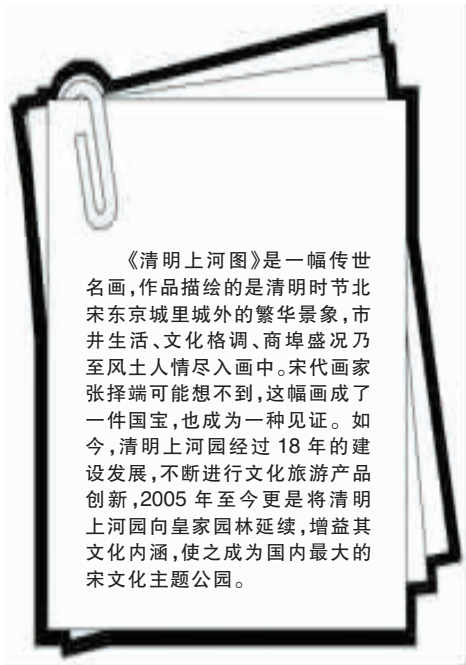 《清明上河图》是一幅传世
名画，作品描绘的是清明时节北
宋东京城里城外的繁华景象，市
井生活、文化格调、商埠盛况乃
至风土人情尽入画中。宋代画家
张择端可能想不到，这幅画成了
一件国宝，也成为一种见证。如
今，清明上河园经过 18 年的建
设发展，不断进行文化旅游产品
创新，2005 年至今更是将清明
上河园向皇家园林延续，增益其
文化内涵，使之成为国内最大的
宋文化主题公园。